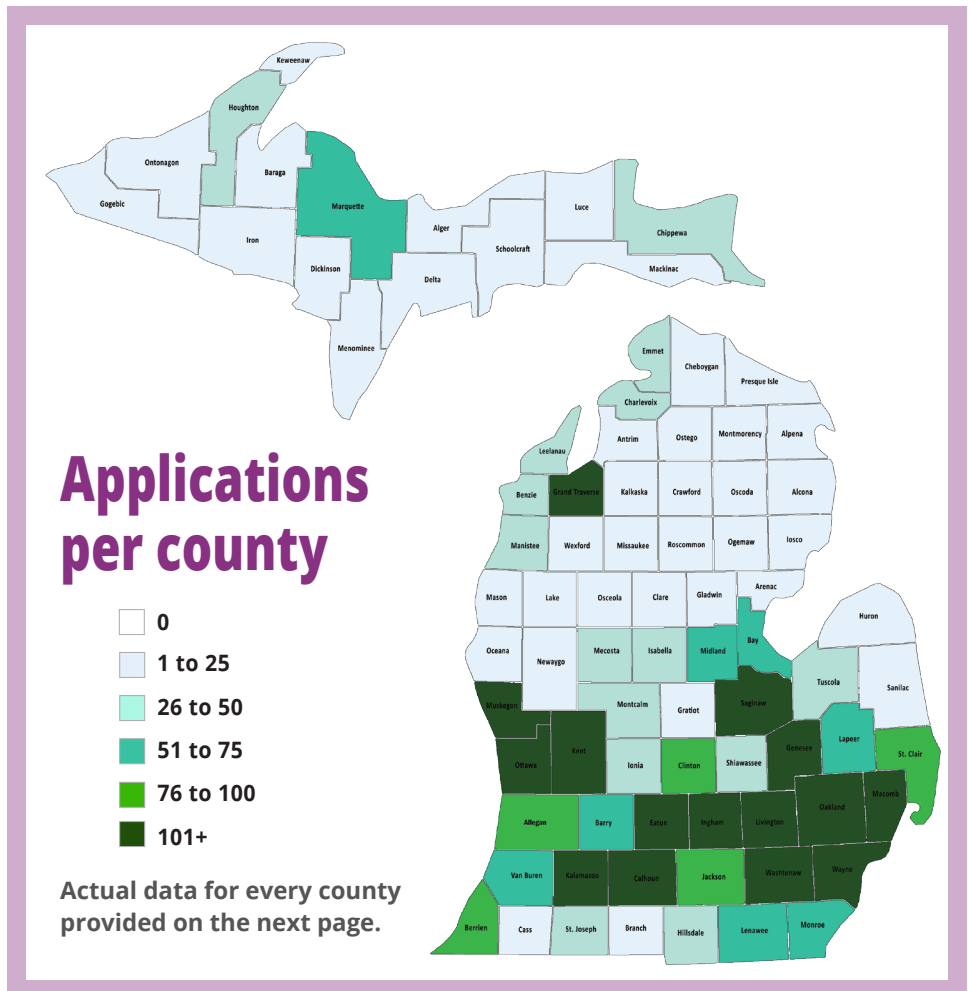 Keweenaw
Houghton
Ontonagon
Baraga
Gogebic
Marquette
Luce
Alger
Chippewa
Iron
Schoolcraft
Dickinson
Mackinac
Delta
Menominee
Emmet
Cheboygan
Presque Isle
Charlevoix
Antrim
Ostego
Montmorency
Alpena
Leelanau
Benzie
Grand Traverse
Kalkaska
Crawford
Oscoda
Alcona
Manistee
Wexford
Missaukee
Roscommon
Ogemaw
Iosco
Applications
per county
0
1 to 25
26 to 50
51 to 75
76 to 100
101+
Actual data for every county
provided on the next page.
Mason
Lake
Osceola
Clare
Gladwin
Arenac
Huron
Oceana
Newaygo
Mecosta
Isabella
Midland
Bay
Tuscola
Sanilac
Muskegon
Montcalm
Gratiot
Saginaw
Ottawa
Kent
Ionia
Clinton
Shiawassee
Genesee
Lapeer
St. Clair
Allegan
Barry
Eaton
Ingham
Livington
Oakland
Macomb
Van Buren
Kalamazoo
Calhoun
Jackson
Washtenaw
Wayne
Berrien
Cass
St. Joseph
Branch
Hillsdale
Lenawee
Monroe